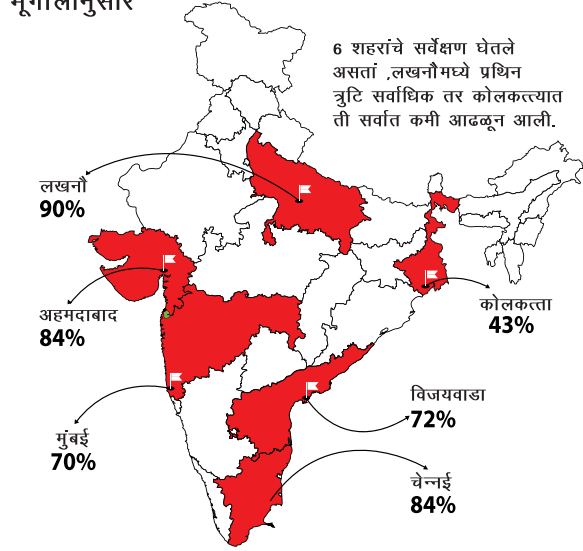 भूगोलानुसार
6 शहरांचे सर्वेक्षण घेतले
असतां ,लखनौमध्ये प्रथिन
त्रुटि सर्वाधिक तर कोलकत्त्यात
ती सर्वात कमी आढळून आली.
लखनौ
90%
अहमदाबाद
84%
कोलकत्ता
43%
विजयवाडा
72%
मुंबई
70%
चेन्नई
84%